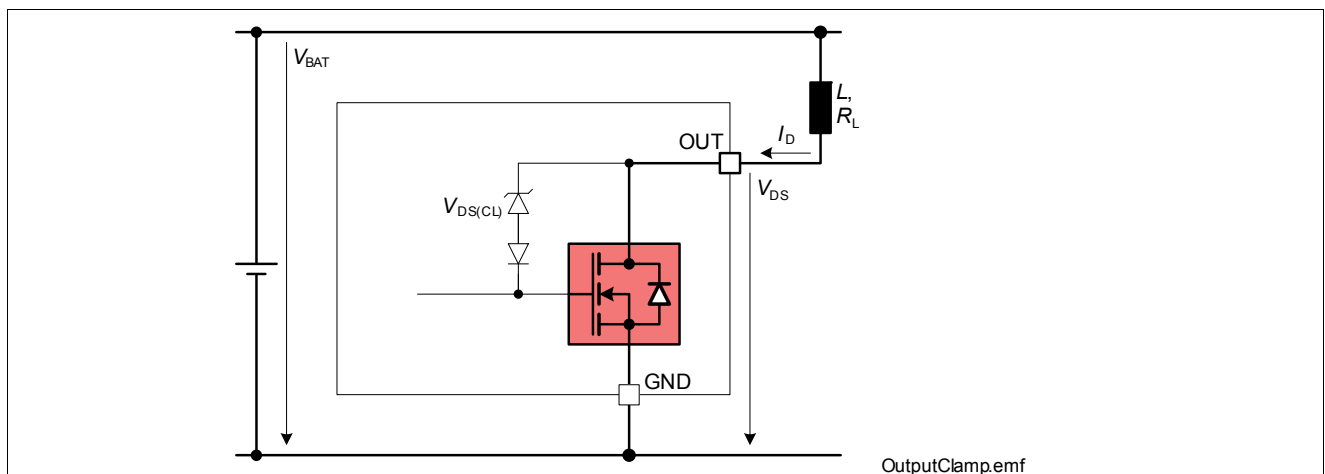 VBAT
L,
RL
OUT
ID
VDS
VDS(CL)
GND
OutputClamp.emf